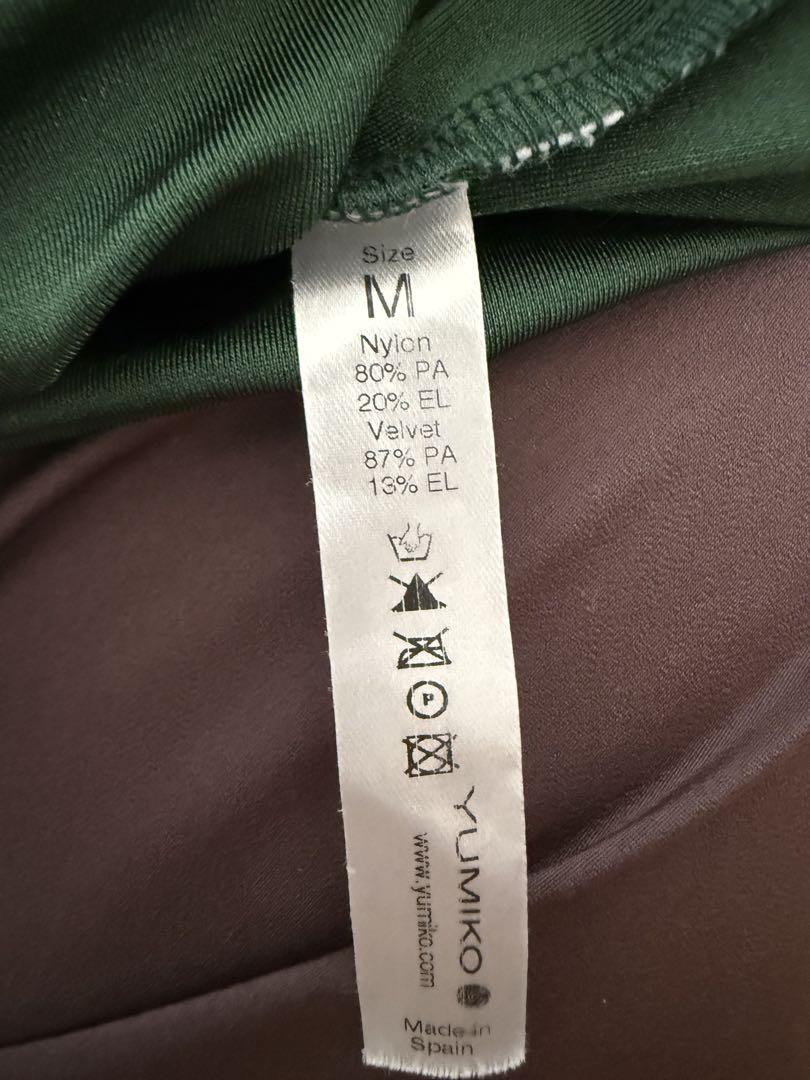 Size
M
Nylon
80% PA
20% EL
Velvet
87% PA
13% EL
P
YUMIKO
www.yumiko.com
Made in
Spain